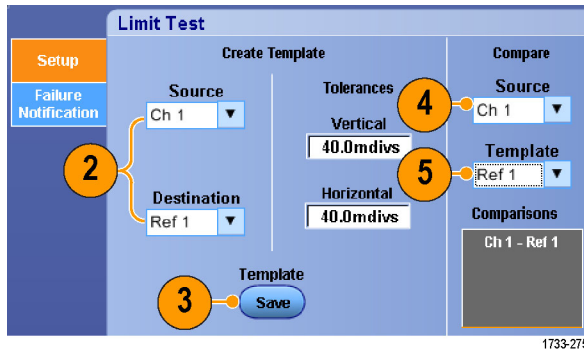 Limit Test
Setup
Failure
Notification
Create Template
Source
Ch 1
2
Destination
Ref 1
Tolerances
Vertical
40.0mdivs
Horizontal
40.0mdivs
Template
3
Save
Compare
Source
4
Ch 1
Template
5
Ref 1
Comparisons
Ch 1 - Ref 1
1733-275